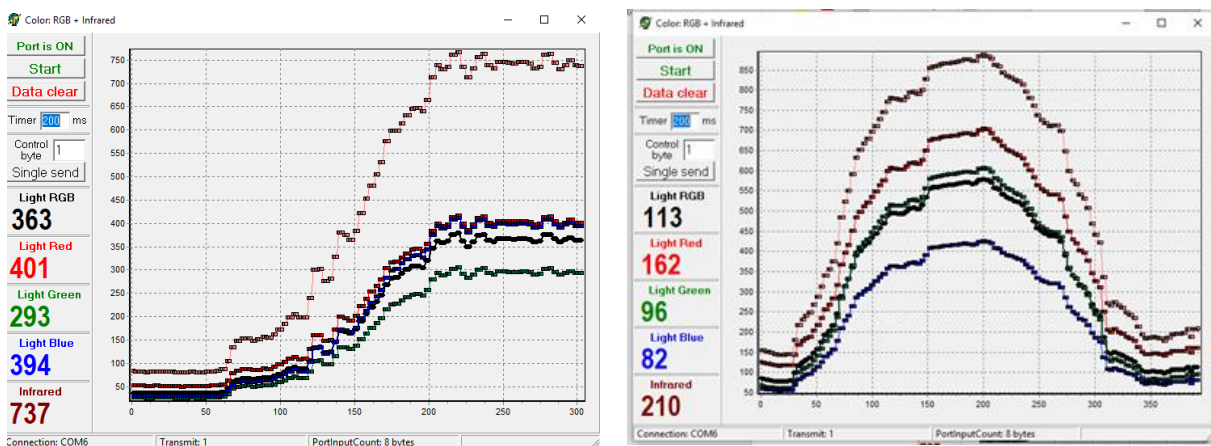 Color: RGB + Infrared
Port is ON
Start
Data clear
Timer 200 ms
Control
byte 1
Single send
Light RGB
363
Light Red
401
Light Green
293
Light Blue
394
Infrared
737
750
700
650
600
550
500
450
400
350
300
250
200
150
100
50
0 50 100 150 200 250 300
Connection: COM6 Transmit: 1 PortInputCount: 8 bytes
Color: RGB + Infrared
Port is ON
Start
Data clear
Timer 200 ms
Control
byte 1
Single send
Light RGB
113
Light Red
162
Light Green
96
Light Blue
82
Infrared
210
850
800
750
700
650
600
550
500
450
400
350
300
250
200
150
100
50
0 50 100 150 200 250 300 350
Connection: COM6 Transmit: 1 PortInputCount: 8 bytes